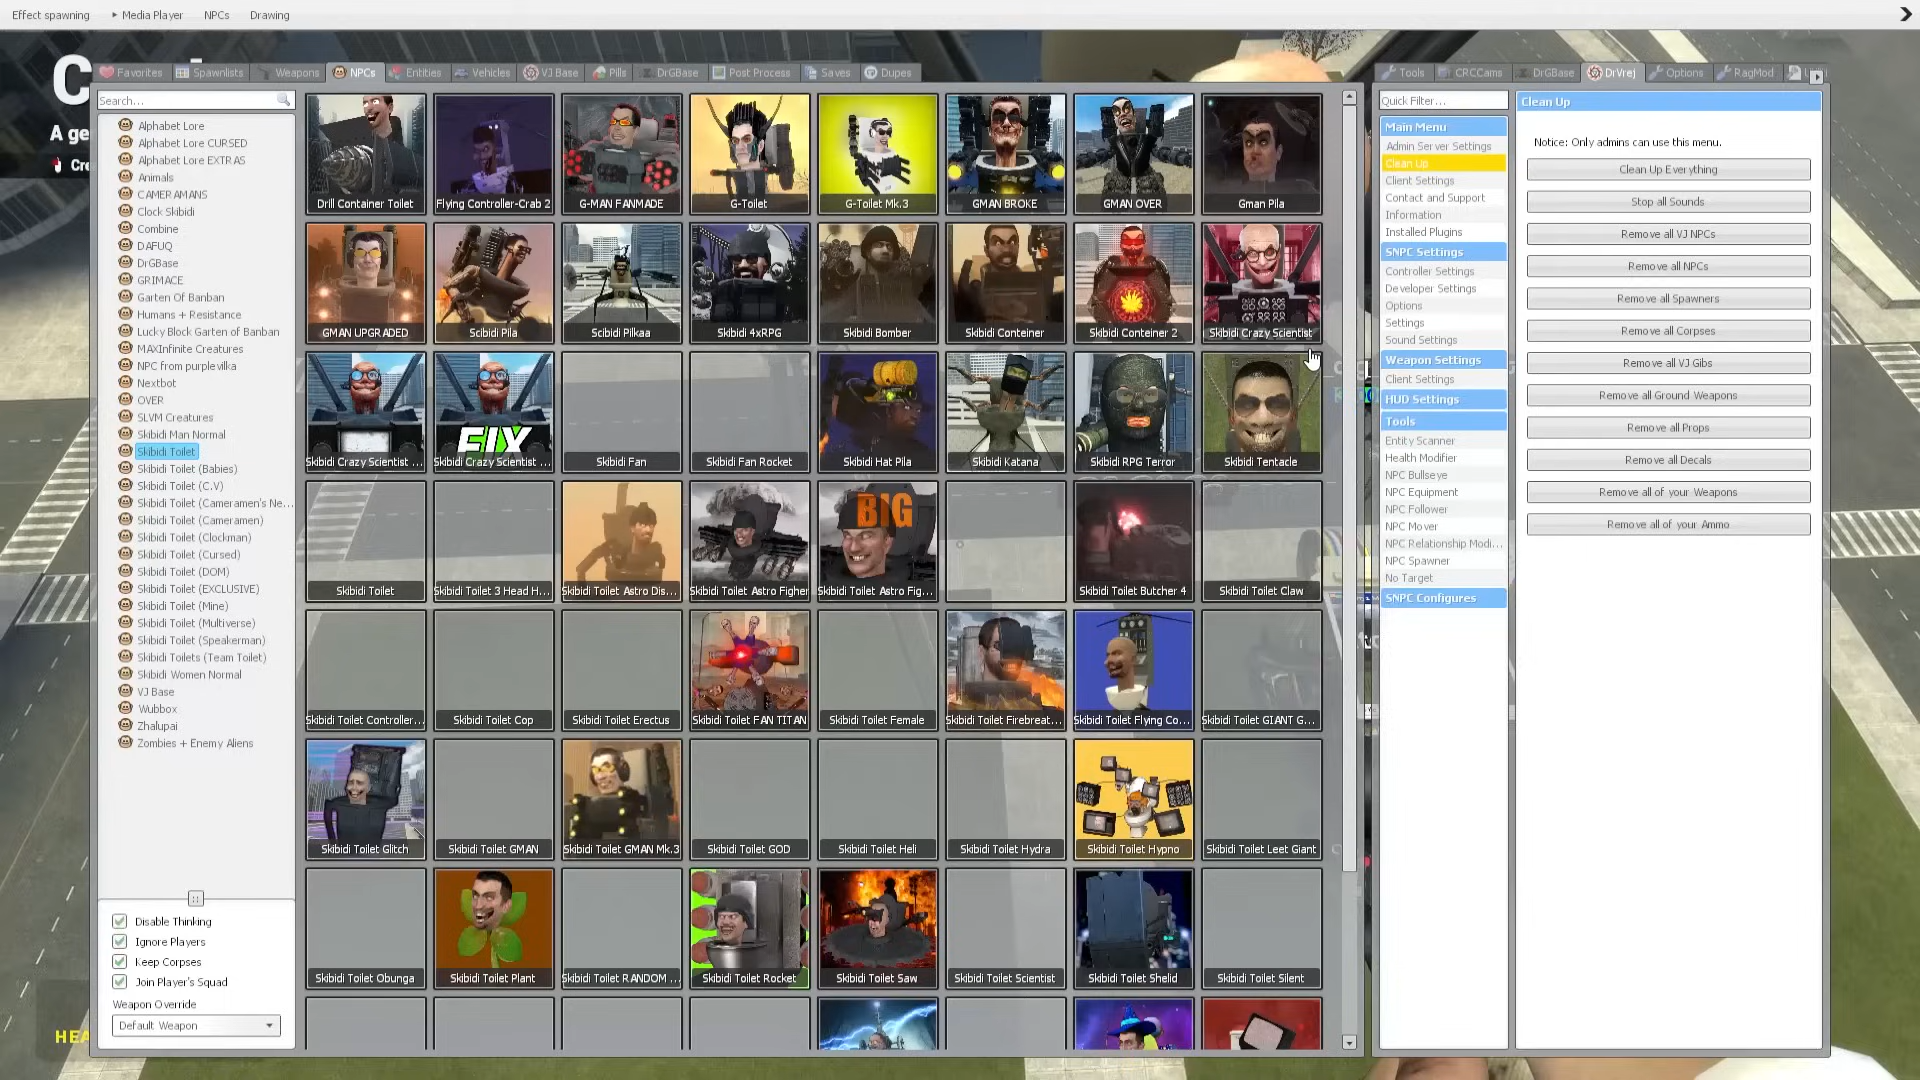 Effect spawning
Media Player
NPCs
Drawing
C
A ge
Cre
Favorites
Spawnlists
Weapons
NPCs
Entities
Vehicles
VJ Base
Pills
DrGBase
Post Process
Saves
Dupes
Tools
CRCCams
DrGBase
DrVrej
Options
RagMod
Search...
Alphabet Lore
Alphabet Lore CURSED
Alphabet Lore EXTRAS
Animals
CAMERAMANS
Clock Skibidi
Combine
DAFUQ
DrGBase
GRIMACE
Garten Of Banban
Humans + Resistance
Lucky Block Garten of Banban
MAXInfinite Creatures
NPC from purplevilka
Nextbot
OVER
SLVM Creatures
Skibidi Man Normal
Skibidi Toilet
Skibidi Toilet (Babies)
Skibidi Toilet (C.V)
Skibidi Toilet (Cameramen's Ne...
Skibidi Toilet (Cameramen)
Skibidi Toilet (Clockman)
Skibidi Toilet (Cursed)
Skibidi Toilet (DOM)
Skibidi Toilet (EXCLUSIVE)
Skibidi Toilet (Mine)
Skibidi Toilet (Multiverse)
Skibidi Toilet (Speakerman)
Skibidi Toilets (Team Toilet)
Skibidi Women Normal
VJ Base
Wubbox
Zhalupai
Zombies + Enemy Aliens
Disable Thinking
Ignore Players
Keep Corpses
Join Player's Squad
Weapon Override
Default Weapon
HEA
Drill Container Toilet
Flying Controller-Crab 2
G-MAN FANMADE
G-Toilet
G-Toilet Mk.3
GMAN BROKE
GMAN OVER
Gman Pila
GMAN UPGRADED
Scibidi Pila
Scibidi Pilkaa
Skibidi 4xRPG
Skibidi Bomber
Skibidi Conteiner
Skibidi Conteiner 2
Skibidi Crazy Scientist
FIX
Skibidi Crazy Scientist ...
Skibidi Crazy Scientist ...
Skibidi Fan
Skibidi Fan Rocket
Skibidi Hat Pila
Skibidi Katana
Skibidi RPG Terror
Skibidi Tentacle
BIG
Skibidi Toilet
Skibidi Toilet 3 Head H...
Skibidi Toilet Astro Dis...
Skibidi Toilet Astro Figher
Skibidi Toilet Astro Fig...
Skibidi Toilet Butcher 4
Skibidi Toilet Claw
Skibidi Toilet Controller...
Skibidi Toilet Cop
Skibidi Toilet Erectus
Skibidi Toilet FAN TITAN
Skibidi Toilet Female
Skibidi Toilet Firebreat...
Skibidi Toilet Flying Co...
Skibidi Toilet GIANT G...
Skibidi Toilet Glitch
Skibidi Toilet GMAN
Skibidi Toilet GMAN Mk.3
Skibidi Toilet GOD
Skibidi Toilet Heli
Skibidi Toilet Hydra
Skibidi Toilet Hypno
Skibidi Toilet Leet Giant
Skibidi Toilet Obunga
Skibidi Toilet Plant
Skibidi Toilet RANDOM ...
Skibidi Toilet Rocket
Skibidi Toilet Saw
Skibidi Toilet Scientist
Skibidi Toilet Shelid
Skibidi Toilet Silent
Quick Filter...
Main Menu
Admin Server Settings
Clean Up
Client Settings
Contact and Support
Information
Installed Plugins
SNPC Settings
Controller Settings
Developer Settings
Options
Settings
Sound Settings
Weapon Settings
Client Settings
HUD Settings
Tools
Entity Scanner
Health Modifier
NPC Bullseye
NPC Equipment
NPC Follower
NPC Mover
NPC Relationship Modi...
NPC Spawner
No Target
SNPC Configures
Clean Up
Notice: Only admins can use this menu.
Clean Up Everything
Stop all Sounds
Remove all VJ NPCs
Remove all NPCs
Remove all Spawners
Remove all Corpses
Remove all VJ Gibs
Remove all Ground Weapons
Remove all Props
Remove all Decals
Remove all of your Weapons
Remove all of your Ammo